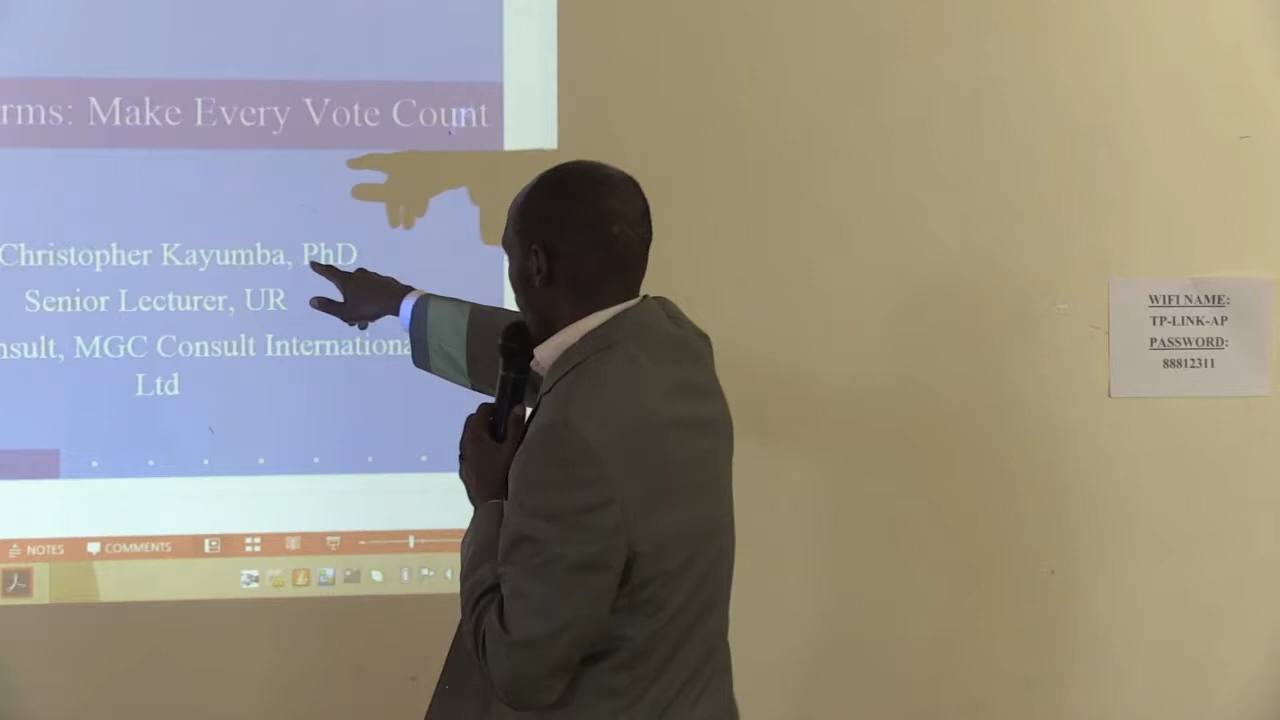 rms: Make Every Vote Count
Christopher Kayumba, PhD
Senior Lecturer, UR
nsult, MGC Consult Internationa
Ltd
NOTES
COMMENTS
WIFI NAME:
TP-LINK-AP
PASSWORD:
88812311